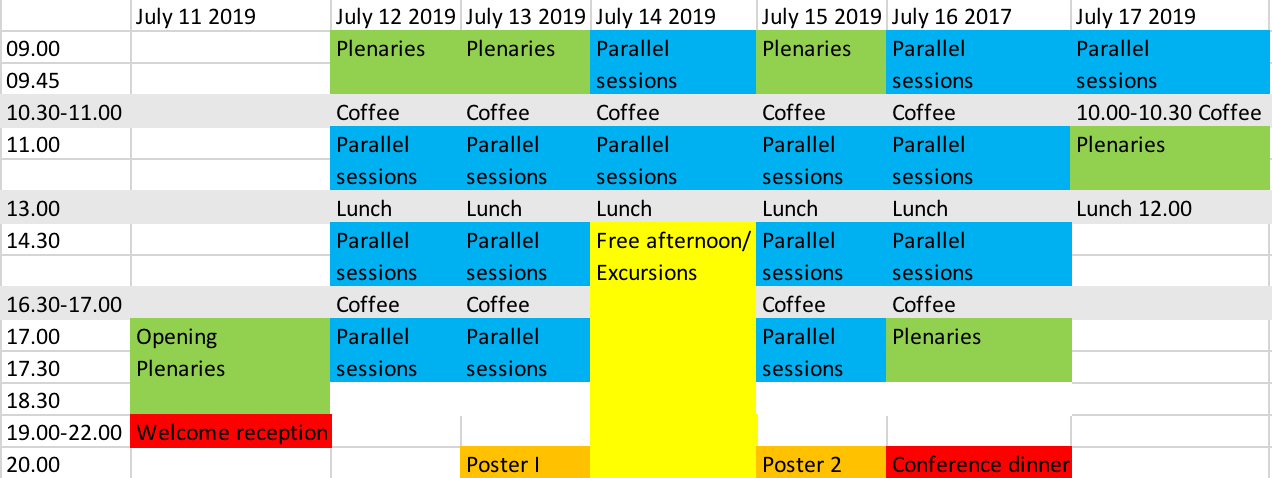 July 11 2019 July 12 2019 July 13 2019 July 14 2019 July 15 2019 July 16 2017 July 17 2019
09.00 Plenaries Plenaries Parallel Plenaries Parallel Parallel
09.45 sessions sessions sessions
10.30-11.00 Coffee Coffee Coffee Coffee Coffee 10.00-10.30 Coffee
11.00 Parallel Parallel Parallel Parallel Parallel Plenaries
sessions sessions sessions sessions sessions
13.00 Lunch Lunch Lunch Lunch Lunch Lunch 12.00
14.30 Parallel Parallel Free afternoon/ Parallel Parallel
sessions sessions Excursions sessions sessions
16.30-17.00 Coffee Coffee Coffee Coffee
17.00 Opening Parallel Parallel Parallel Plenaries
17.30 Plenaries sessions sessions sessions
18.30
19.00-22.00 Welcome reception
20.00 Poster I Poster 2 Conference dinner